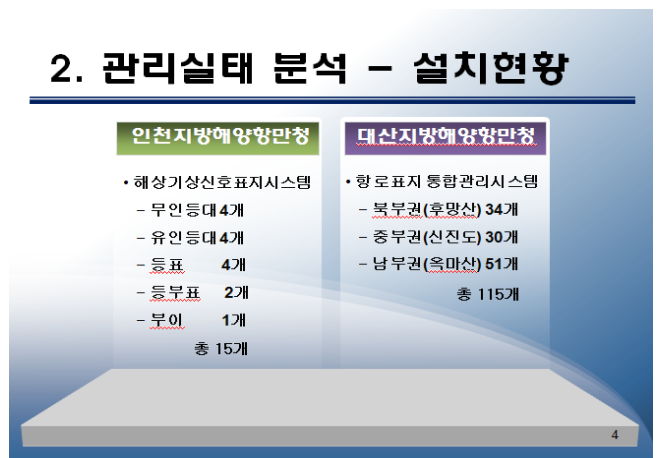 2. 관리실태 분석 – 설치현황
인천지방해양항만청
• 해상기상신호표지시스템
– 무인등대 4개
– 유인등대 4개
– 등표 4개
– 등부표 2개
– 부이 1개
총 15개
대산지방해양항만청
• 항로표지 통합관리시스템
– 북부권(후망산) 34개
– 중부권(신진도) 30개
– 남부권(옥마산) 51개
총 115개
4